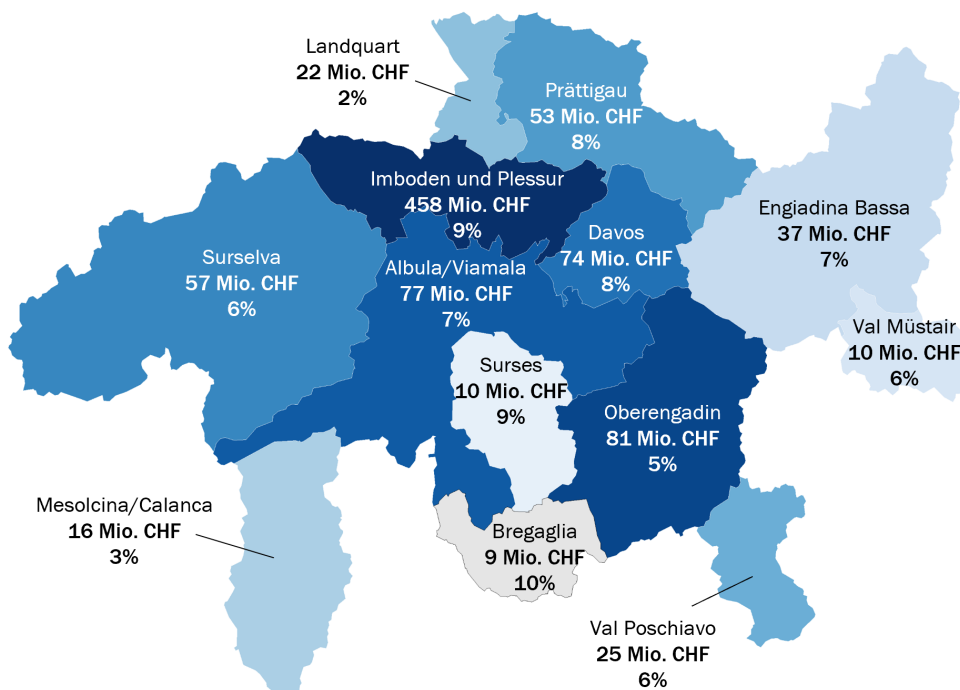 Landquart
22 Mio. CHF
2%
Prättigau
53 Mio. CHF
8%
Imboden und Plessur
458 Mio. CHF
9%
Engiadina Bassa
37 Mio. CHF
7%
Davos
74 Mio. CHF
8%
Surselva
57 Mio. CHF
6%
Albula/Viamala
77 Mio. CHF
7%
Val Müstair
10 Mio. CHF
6%
Surses
10 Mio. CHF
9%
Oberengadin
81 Mio. CHF
5%
Mesolcina/Calanca
16 Mio. CHF
3%
Bregaglia
9 Mio. CHF
10%
Val Poschiavo
25 Mio. CHF
6%